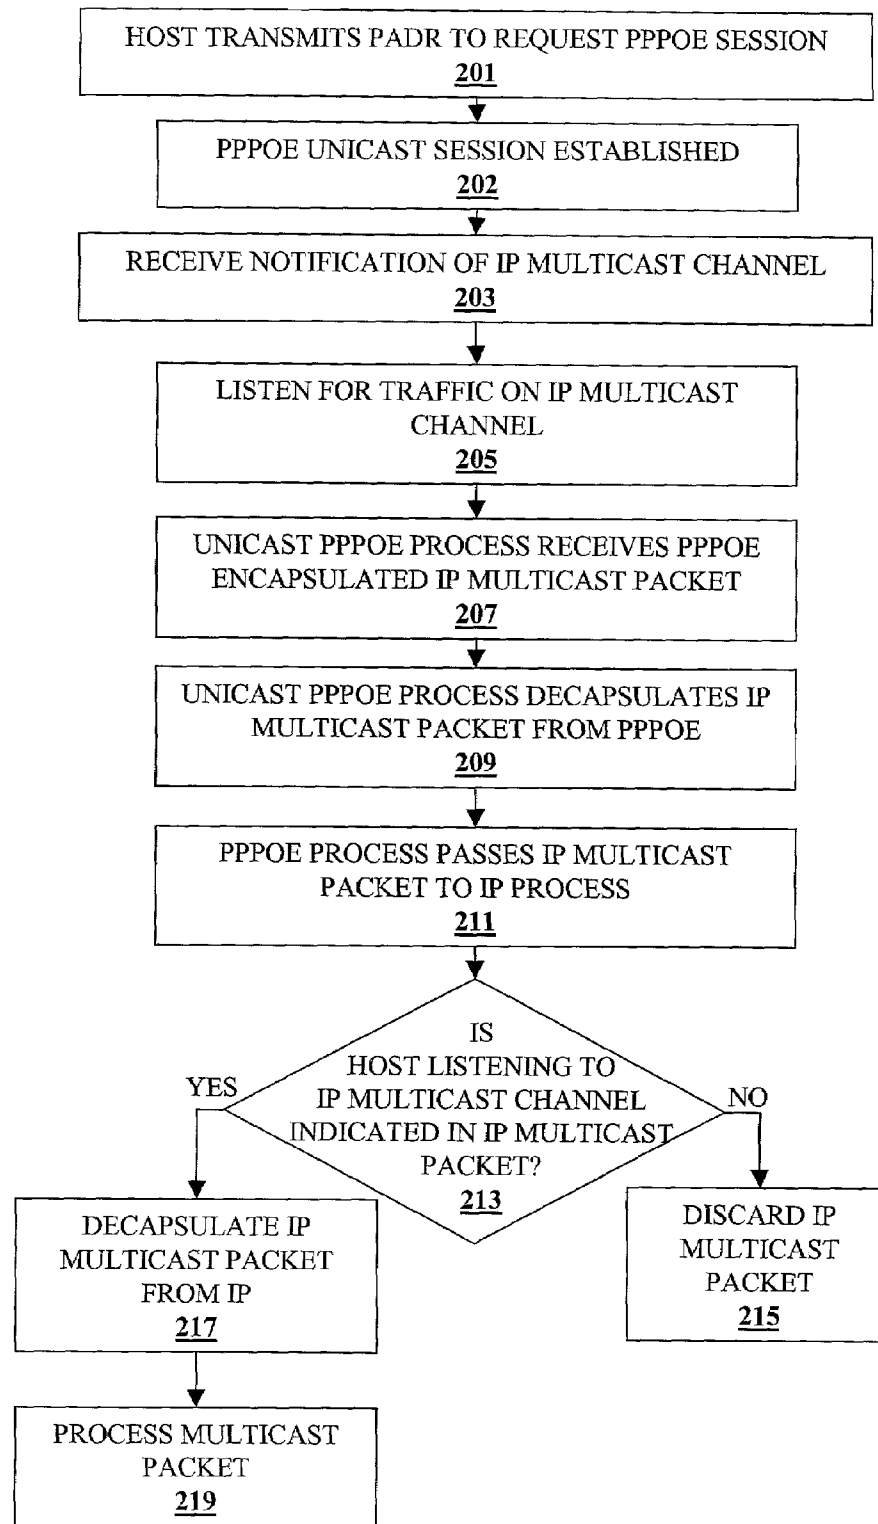 HOST TRANSMITS PADR TO REQUEST PPPOE SESSION
201
PPPOE UNICAST SESSION ESTABLISHED
202
RECEIVE NOTIFICATION OF IP MULTICAST CHANNEL
203
LISTEN FOR TRAFFIC ON IP MULTICAST
CHANNEL
205
UNICAST PPPOE PROCESS RECEIVES PPPOE
ENCAPSULATED IP MULTICAST PACKET
207
UNICAST PPPOE PROCESS DECAPSULATES IP
MULTICAST PACKET FROM PPPOE
209
PPPOE PROCESS PASSES IP MULTICAST
PACKET TO IP PROCESS
211
IS
HOST LISTENING TO
IP MULTICAST CHANNEL
INDICATED IN IP MULTICAST
PACKET?
213
YES
NO
DECAPSULATE IP
MULTICAST PACKET
FROM IP
217
DISCARD IP
MULTICAST
PACKET
215
PROCESS MULTICAST
PACKET
219